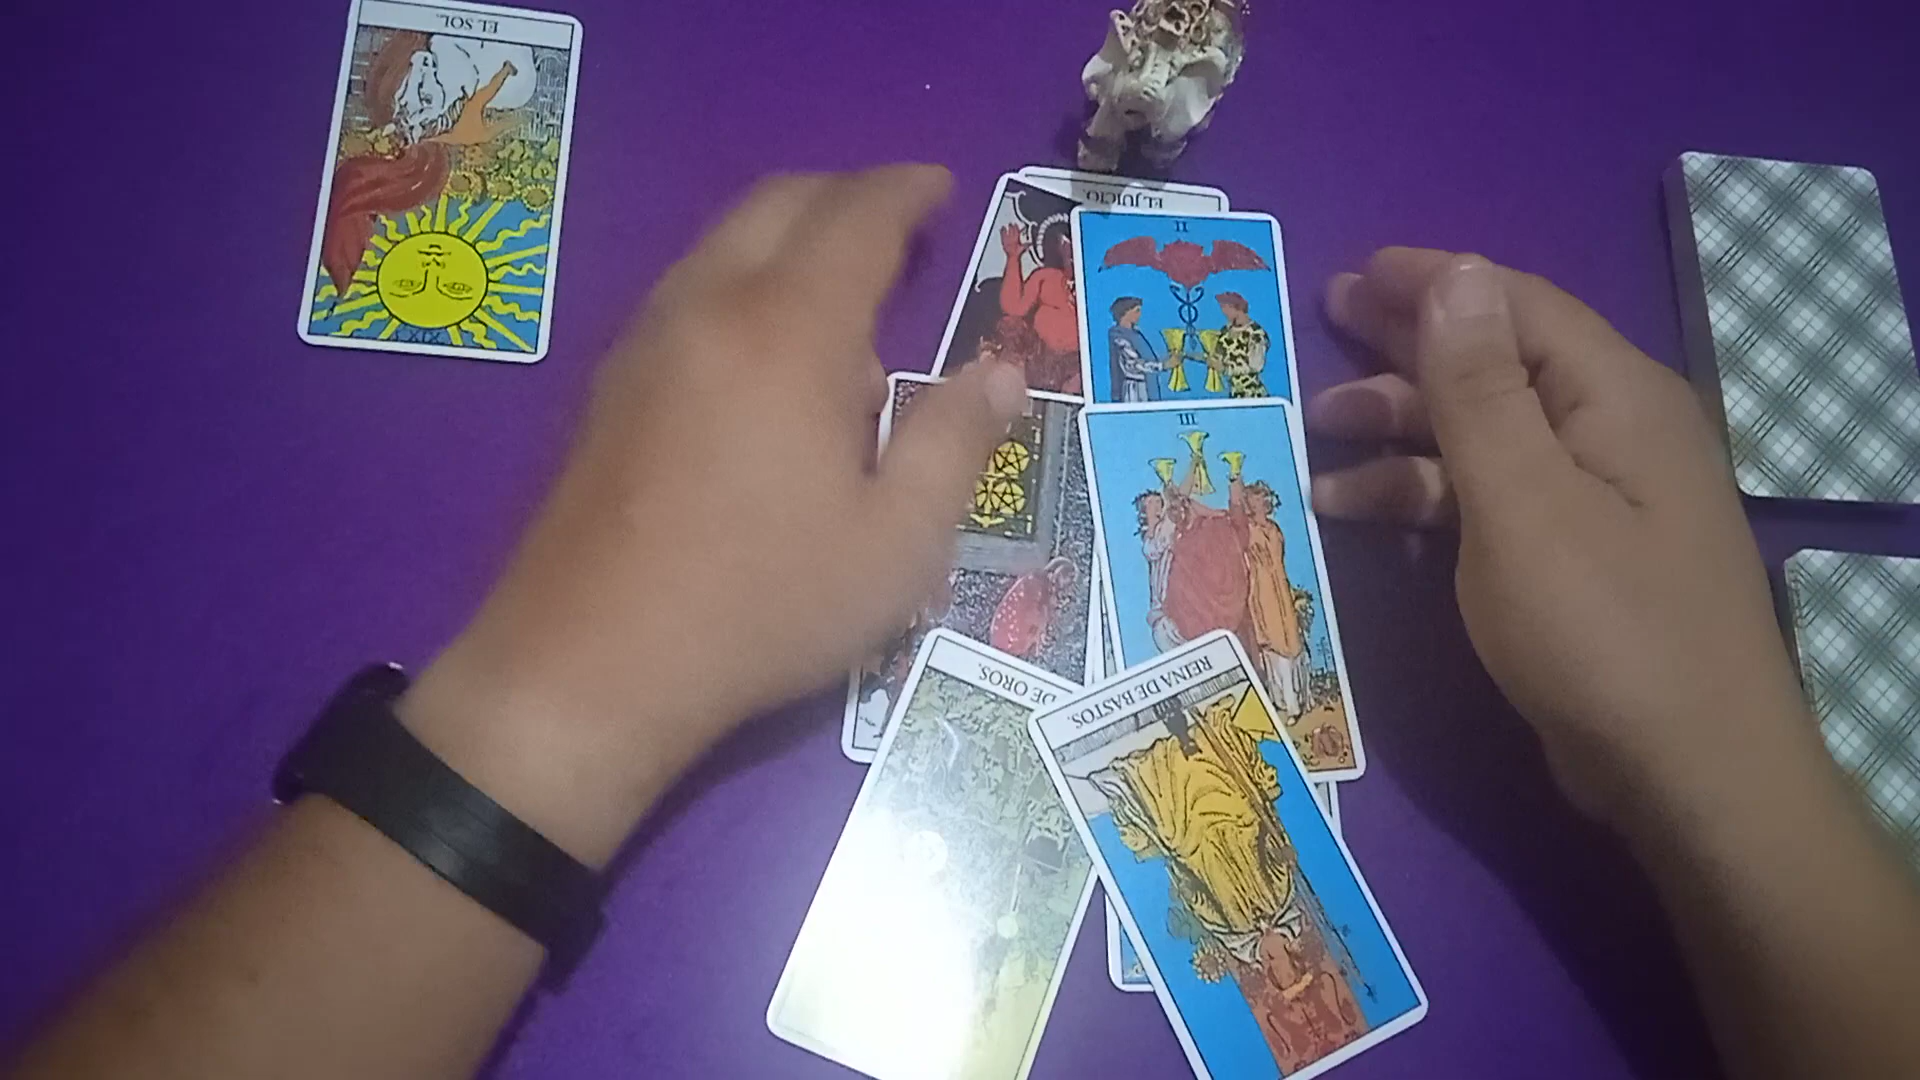 EL SOL.
XIX
EL JUICIO.
II
III
DE OROS.
REINA DE BASTOS.